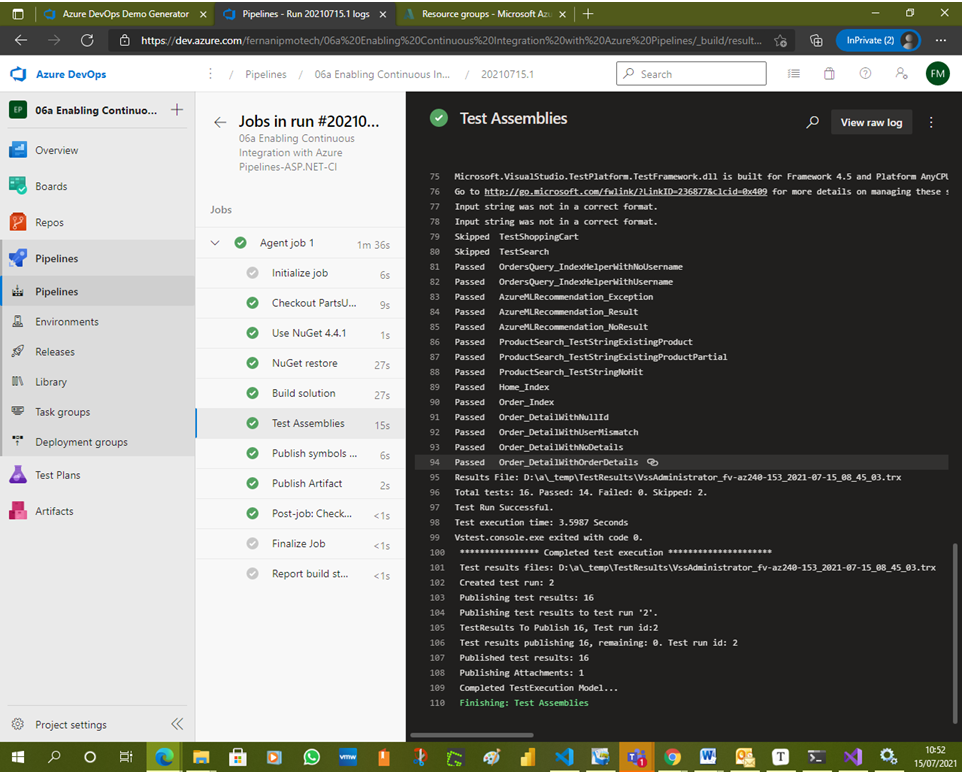 Azure DevOps Demo Generator
Pipelines - Run 20210715.1 logs
Resource groups - Microsoft Azu
https://dev.azure.com/fernanipmotech/06a%20Enabling%20Continuous%20Integration%20with%20Azure%20Pipelines/_build/result...
InPrivate (2)
Azure DevOps
/ Pipelines / 06a Enabling Continuous In... / 20210715.1
Search
FM
EP
06a Enabling Continuo...
Overview
Boards
Repos
Pipelines
Pipelines
Environments
Releases
Library
Task groups
Deployment groups
Test Plans
Artifacts
Project settings
Jobs in run #20210...
06a Enabling Continuous
Integration with Azure
Pipelines-ASP.NET-CI
Jobs
Agent job 1 1m 36s
Initialize job 6s
Checkout PartsU... 9s
Use NuGet 4.4.1 1s
NuGet restore 27s
Build solution 27s
Test Assemblies 15s
Publish symbols ... 6s
Publish Artifact 2s
Post-job: Check... <1s
Finalize Job <1s
Report build st... <1s
Test Assemblies
View raw log
75 Microsoft.VisualStudio.TestPlatform.TestFramework.dll is built for Framework 4.5 and Platform AnyCPU
76 Go to http://go.microsoft.com/fwlink/?LinkID=236877&clcid=0x409 for more details on managing these s
77 Input string was not in a correct format.
78 Input string was not in a correct format.
79 Skipped TestShoppingCart
80 Skipped TestSearch
81 Passed OrdersQuery_IndexHelperWithNoUsername
82 Passed OrdersQuery_IndexHelperWithUsername
83 Passed AzureMLRecommendation_Exception
84 Passed AzureMLRecommendation_Result
85 Passed AzureMLRecommendation_NoResult
86 Passed ProductSearch_TestStringExistingProduct
87 Passed ProductSearch_TestStringExistingProductPartial
88 Passed ProductSearch_TestStringNoHit
89 Passed Home_Index
90 Passed Order_Index
91 Passed Order_DetailWithNullId
92 Passed Order_DetailWithUserMismatch
93 Passed Order_DetailWithNoDetails
94 Passed Order_DetailWithOrderDetails
95 Results File: D:\a\_temp\TestResults\VssAdministrator_fv-az240-153_2021-07-15_08_45_03.trx
96 Total tests: 16. Passed: 14. Failed: 0. Skipped: 2.
97 Test Run Successful.
98 Test execution time: 3.5987 Seconds
99 Vstest.console.exe exited with code 0.
100 **************** Completed test execution *********************
101 Test results files: D:\a\_temp\TestResults\VssAdministrator_fv-az240-153_2021-07-15_08_45_03.trx
102 Created test run: 2
103 Publishing test results: 16
104 Publishing test results to test run '2'.
105 TestResults To Publish 16, Test run id:2
106 Test results publishing 16, remaining: 0. Test run id: 2
107 Published test results: 16
108 Publishing Attachments: 1
109 Completed TestExecution Model...
110 Finishing: Test Assemblies
10:52
15/07/2021